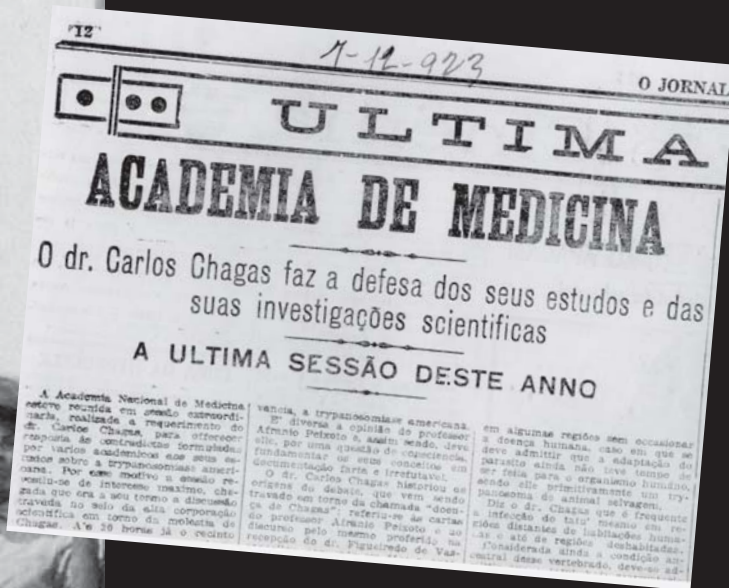 12
7-12-923
O JORNAL
ULTIMA
ACADEMIA DE MEDICINA
O dr. Carlos Chagas faz a defesa dos seus estudos e das
suas investigações scientificas
A ULTIMA SESSÃO DESTE ANNO
A Academia Nacional de Medicina
esteve reunida em sessão extraordi-
naria, realizada a requerimento do
dr. Carlos Chagas, para offerecer
resposta ás contradictas formuladas
por varios academicos aos seus es-
tudos sobre a trypanosomiase ameri-
cana. Por esse motivo a sessão re-
vestiu-se de interesse maximo, che-
gada que era a seu termo a discussão
travada no seio da alta corporação
scientifica em torno da molestia de
Chagas. A's 20 horas já o recinto
vancia, a trypanosomiase americana.
E' diversa a opinião do professor
Afranio Peixoto e, assim sendo, deve
elle, por uma questão de consciencia,
fundamentar os seus conceitos em
documentação farta e irrefutavel.
O dr. Carlos Chagas historiou as
origens do debate, que vem sendo
travado em torno da chamada "doen-
ça de Chagas". Referiu-se ás cartas
do professor Afranio Peixoto e ao
discurso pelo mesmo proferido na
recepção do dr. Figueiredo de Vas-
em algumas regiões sem occasionar
a doença humana, caso em que se
deve admittir que a adaptação do
parasito ainda não teve tempo de
ser feita para o organismo humano,
sendo elle primitivamente um try-
panosoma de animal selvagem.
Diz o dr. Chagas que é frequente
a infecção do tatu' mesmo em re-
giões distantes de habitações huma-
nas e até de regiões deshabitadas.
Considerada ainda a condição an-
cestral desse vertebrado, deve-se ad-